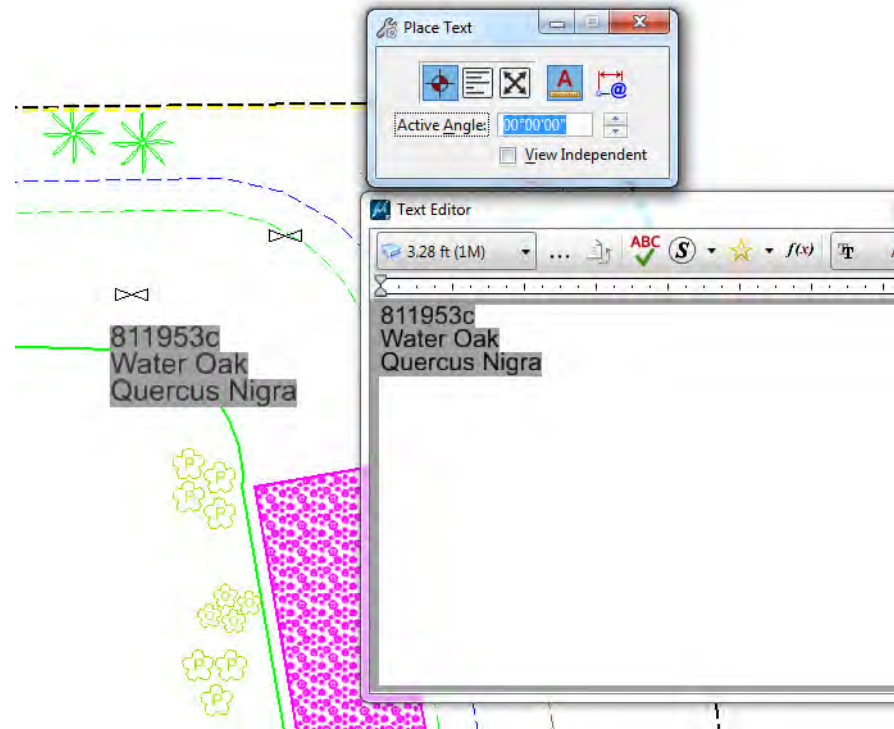 Place Text
A
@
Active Angle:
00°00'00"
View Independent
Text Editor
3.28 ft (1M)
...
ABC
S
f(x)
811953c
Water Oak
Quercus Nigra
811953c
Water Oak
Quercus Nigra
P
P
P
P
P
P
P